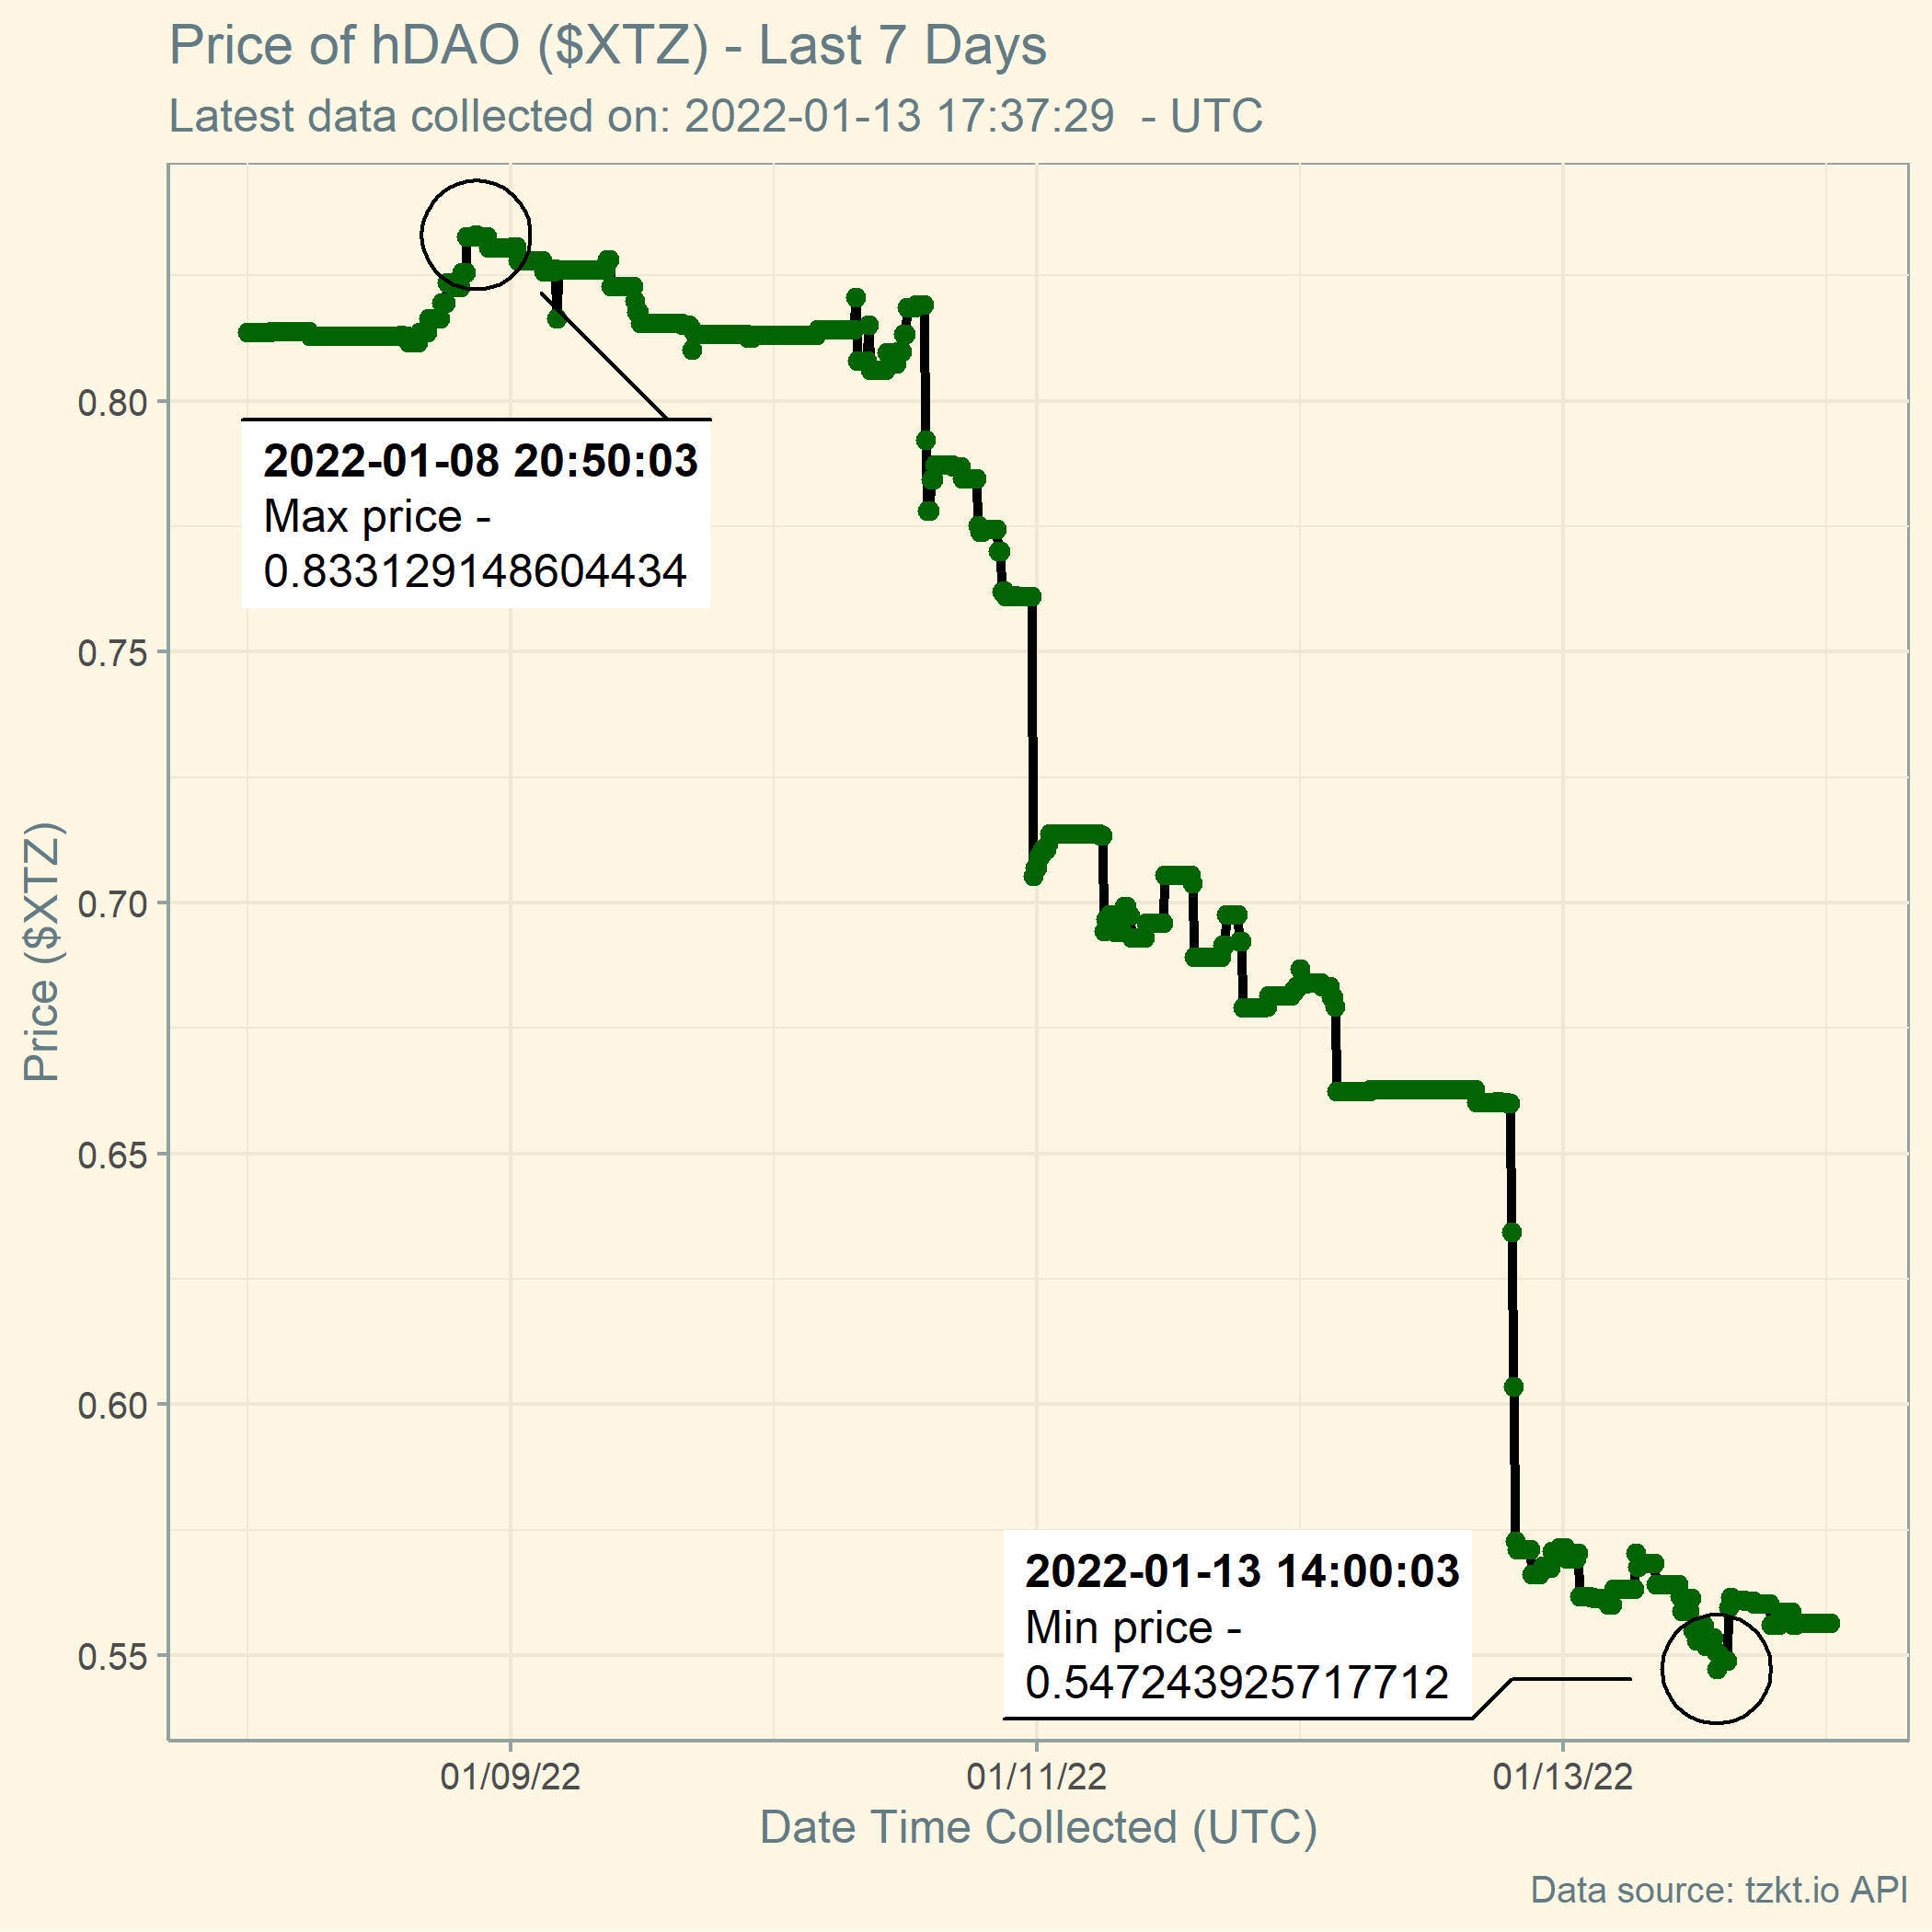 Price of hDAO ($XTZ) - Last 7 Days
Latest data collected on: 2022-01-13 17:37:29  - UTC
2022-01-08 20:50:03
Max price -
0.833129148604434
0.80
0.75
0.70
0.65
0.60
0.55
Price ($XTZ)
2022-01-13 14:00:03
Min price -
0.547243925717712
01/09/22
01/11/22
01/13/22
Date Time Collected (UTC)
Data source: tzkt.io API